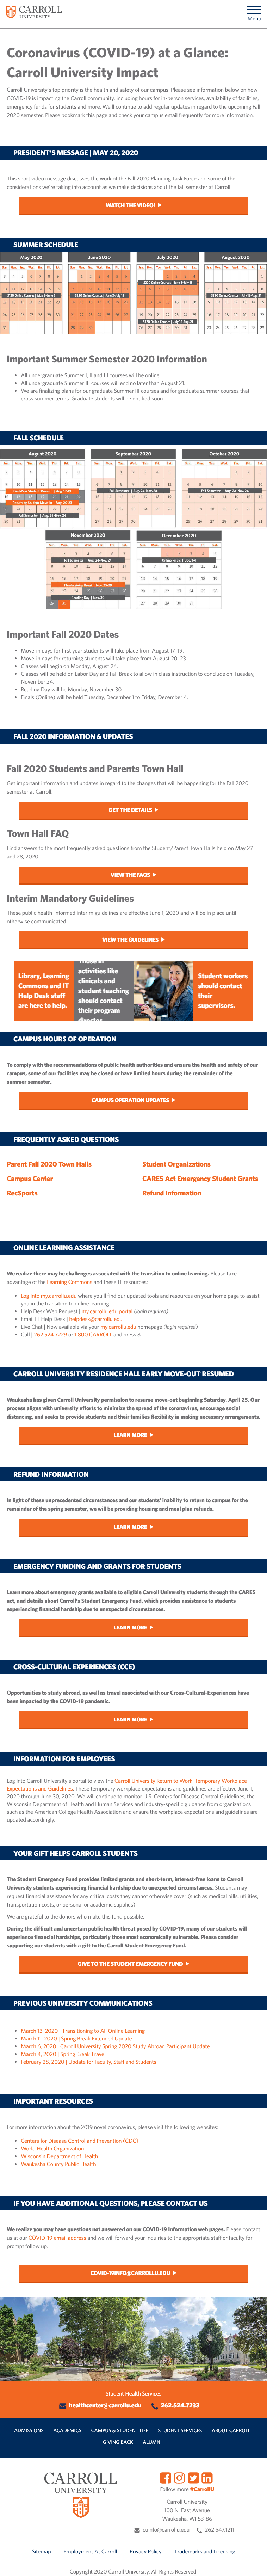 CARROLL
UNIVERSITY
Menu
Coronavirus (COVID-19) at a Glance:
Carroll University Impact
Carroll University's priority is the health and safety of our campus. Please see information below on how
COVID-19 is impacting the Carroll community, including hours for in-person services, availability of facilities,
emergency funds for students and more. We'll continue to add regular updates in regard to the upcoming Fall
2020 semester. Please bookmark this page and check your campus email frequently for more information.
PRESIDENT'S MESSAGE | MAY 20, 2020
This short video message discusses the work of the Fall 2020 Planning Task Force and some of the
considerations we're taking into account as we make decisions about the fall semester at Carroll.
WATCH THE VIDEO!
SUMMER SCHEDULE
May 2020 June 2020 July 2020 August 2020
Important Summer Semester 2020 Information
All undergraduate Summer I, II and III courses will be online.
All undergraduate Summer III courses will end no later than August 21.
We are finalizing plans for our graduate Summer III courses and for graduate summer courses that
cross summer terms. Graduate students will be notified soon.
FALL SCHEDULE
August 2020 September 2020 October 2020
November 2020 December 2020
Important Fall 2020 Dates
Move-in days for first year students will take place from August 17-19.
Move-in days for returning students will take place from August 20-23.
Classes will begin on Monday, August 24.
Classes will be held on Labor Day and Fall Break to allow in class instruction to conclude on Tuesday,
November 24.
Reading Day will be Monday, November 30.
Finals (Online) will be held Tuesday, December 1 to Friday, December 4.
FALL 2020 INFORMATION & UPDATES
Fall 2020 Students and Parents Town Hall
Get important information and updates in regard to the changes that will be happening for the Fall 2020
semester at Carroll.
GET THE DETAILS
Town Hall FAQ
Find answers to the most frequently asked questions from the Student/Parent Town Halls held on May 27
and 28, 2020.
VIEW THE FAQS
Interim Mandatory Guidelines
These public health-informed interim guidelines are effective June 1, 2020 and will in place until
otherwise communicated.
VIEW THE GUIDELINES
Library, Learning
Commons and IT
Help Desk staff
are here to help.
Those in
activities like
clinicals and
student teaching
should contact
their program
director.
Student workers
should contact
their
supervisors.
CAMPUS HOURS OF OPERATION
To comply with the recommendations of public health authorities and ensure the health and safety of our
campus, some of our facilities may be closed or have limited hours during the remainder of the
summer semester.
CAMPUS OPERATION UPDATES
FREQUENTLY ASKED QUESTIONS
Parent Fall 2020 Town Halls
Campus Center
RecSports
Student Organizations
CARES Act Emergency Student Grants
Refund Information
ONLINE LEARNING ASSISTANCE
We realize there may be challenges associated with the transition to online learning. Please take
advantage of Learning Commons and these IT resources:
Log into my.carrollu.edu where you'll find our updated tools and resources on your home page to assist
you in the transition to online learning.
Help Desk Web Request | my.carrollu.edu portal (login required)
Email IT Help Desk | helpdesk@carrollu.edu
Live Chat | Now available via your my.carrollu.edu homepage (login required)
Call | 262.524.7229 or 1.800.CARROLL and press 8
CARROLL UNIVERSITY RESIDENCE HALL EARLY MOVE-OUT RESUMED
Waukesha has given Carroll University permission to resume move-out beginning Saturday, April 25. Our
process aligns with university efforts to minimize the spread of the coronavirus, encourage social
distancing, and seeks to provide students and their families flexibility in making necessary arrangements.
LEARN MORE
REFUND INFORMATION
In light of these unprecedented circumstances and our students' inability to return to campus for the
remainder of the spring semester, we will be providing housing and meal plan refunds.
LEARN MORE
EMERGENCY FUNDING AND GRANTS FOR STUDENTS
Learn more about emergency grants available to eligible Carroll University students through the CARES
act, and details about Carroll's Student Emergency Fund, which provides assistance to students
experiencing financial hardship due to unexpected circumstances.
LEARN MORE
CROSS-CULTURAL EXPERIENCES (CCE)
Opportunities to study abroad, as well as travel associated with our Cross-Cultural-Experiences have
been impacted by the COVID-19 pandemic.
LEARN MORE
INFORMATION FOR EMPLOYEES
Log into Carroll University's portal to view the Carroll University Return to Work: Temporary Workplace
Expectations and Guidelines. These temporary workplace expectations and guidelines are effective June 1,
2020 through June 30, 2020. We will continue to monitor U.S. Centers for Disease Control Guidelines, the
Wisconsin Department of Health and Human Services and industry-specific guidance from organizations
such as the American College Health Association and ensure the workplace expectations and guidelines are
updated accordingly.
YOUR GIFT HELPS CARROLL STUDENTS
The Student Emergency Fund provides limited grants and short-term, interest-free loans to Carroll
University students experiencing financial hardship due to unexpected circumstances. Students may
request financial assistance for any critical costs they cannot otherwise cover (such as medical bills, utilities,
transportation costs, or personal or academic supplies).
We are grateful to the donors who make this fund possible.
During the difficult and uncertain public health threat posed by COVID-19, many of our students will
experience financial hardships, particularly those most economically vulnerable. Please consider
supporting our students with a gift to the Carroll Student Emergency Fund.
GIVE TO THE STUDENT EMERGENCY FUND
PREVIOUS UNIVERSITY COMMUNICATIONS
March 13, 2020 | Transitioning to All Online Learning
March 11, 2020 | Spring Break Extended Update
March 6, 2020 | Carroll University Spring 2020 Study Abroad Participant Update
March 4, 2020 | Spring Break Travel
February 28, 2020 | Update for Faculty, Staff and Students
IMPORTANT RESOURCES
For more information about the 2019 novel coronavirus, please visit the following websites:
Centers for Disease Control and Prevention (CDC)
World Health Organization
Wisconsin Department of Health
Waukesha County Public Health
IF YOU HAVE ADDITIONAL QUESTIONS, PLEASE CONTACT US
We realize you may have questions not answered on our COVID-19 information web pages. Please contact
us at our COVID-19 email address and we will forward your inquiries to the appropriate staff or faculty for
prompt follow up.
COVID-19INFO@CARROLLU.EDU
Student Health Services
healthcenter@carrollu.edu 262.524.7233
ADMISSIONS ACADEMICS CAMPUS & STUDENT LIFE STUDENT SERVICES ABOUT CARROLL
GIVING BACK ALUMNI
CARROLL
UNIVERSITY
Follow more #CarrollU
Carroll University
100 N. East Avenue
Waukesha, WI 53186
cuinfo@carrollu.edu 262.547.1211
Sitemap Employment At Carroll Privacy Policy Trademarks and Licensing
Copyright 2020 Carroll University. All Rights Reserved.